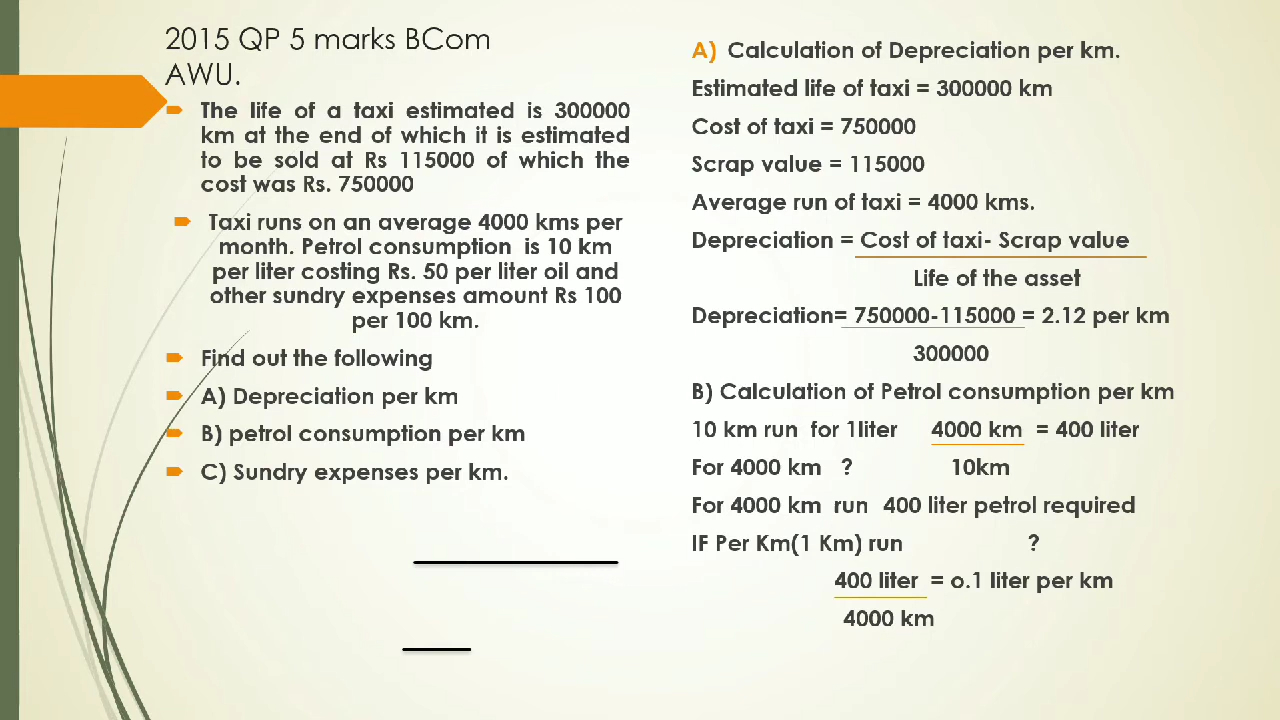 2015 QP 5 marks BCom
AWU.
The life of a taxi estimated is 300000
km at the end of which it is estimated
to be sold at Rs 115000 of which the
cost was Rs. 750000
Taxi runs on an average 4000 kms per
month. Petrol consumption is 10 km
per liter costing Rs. 50 per liter oil and
other sundry expenses amount Rs 100
per 100 km.
Find out the following
A) Depreciation per km
B) petrol consumption per km
C) Sundry expenses per km.
A) Calculation of Depreciation per km.
Estimated life of taxi = 300000 km
Cost of taxi = 750000
Scrap value = 115000
Average run of taxi = 4000 kms.
Depreciation = Cost of taxi- Scrap value
Life of the asset
Depreciation= 750000-115000 = 2.12 per km
300000
B) Calculation of Petrol consumption per km
10 km run for 1liter 4000 km = 400 liter
For 4000 km ? 10km
For 4000 km run 400 liter petrol required
IF Per Km(1 Km) run ?
400 liter = o.1 liter per km
4000 km